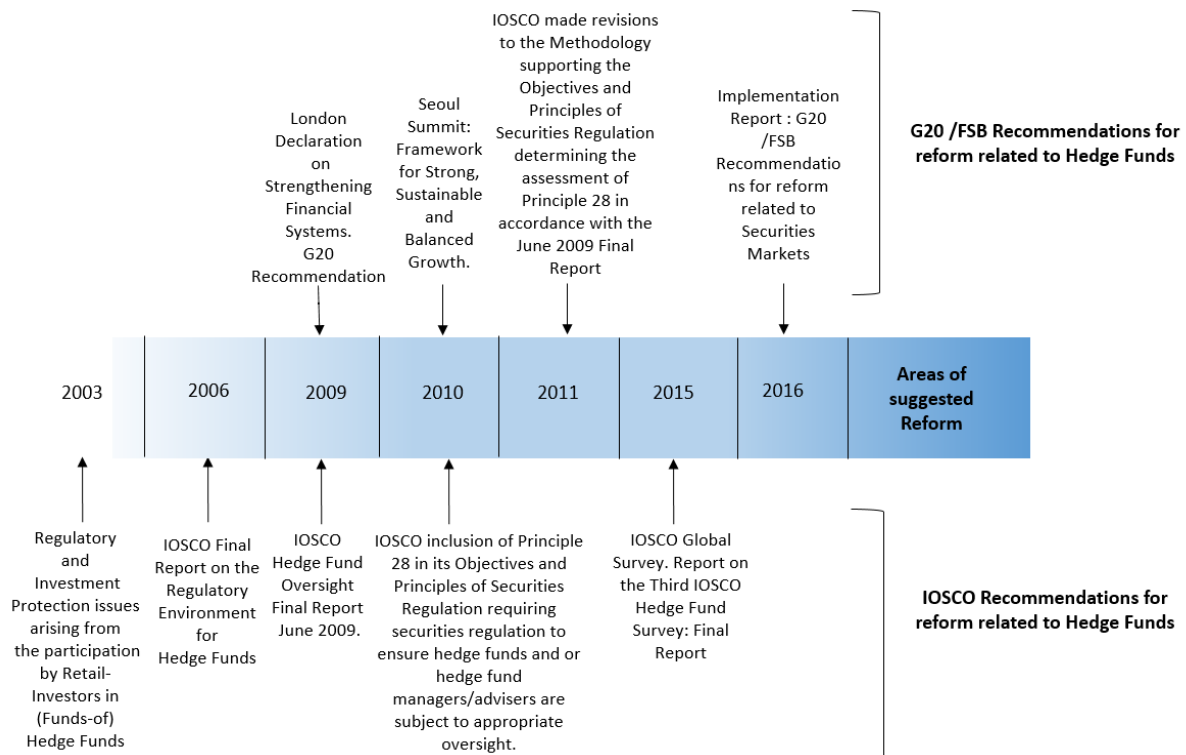 London
Declaration
on
Strengthening
Financial
Systems.
G20
Recommendation
Seoul
Summit:
Framework
for Strong,
Sustainable
and
Balanced
Growth.
IOSCO made revisions
to the Methodology
supporting the
Objectives and
Principles of
Securities Regulation
determining the
assessment of
Principle 28 in
accordance with the
June 2009 Final
Report
Implementation
Report : G20
/FSB
Recommendatio
ns for reform
related to
Securities
Markets
G20 /FSB Recommendations for
reform related to Hedge Funds
2003
2006
2009
2010
2011
2015
2016
Areas of
suggested
Reform
Regulatory
and
Investment
Protection issues
arising from
the participation
by Retail-
Investors in
(Funds-of)
Hedge Funds
IOSCO Final
Report on the
Regulatory
Environment
for
Hedge Funds
IOSCO
Hedge Fund
Oversight
Final Report
June 2009.
IOSCO inclusion of Principle
28 in its Objectives and
Principles of Securities
Regulation requiring
securities regulation to
ensure hedge funds and or
hedge fund
managers/advisers are
subject to appropriate
oversight.
IOSCO Global
Survey. Report on
the Third IOSCO
Hedge Fund
Survey: Final
Report
IOSCO Recommendations for
reform related to Hedge Funds